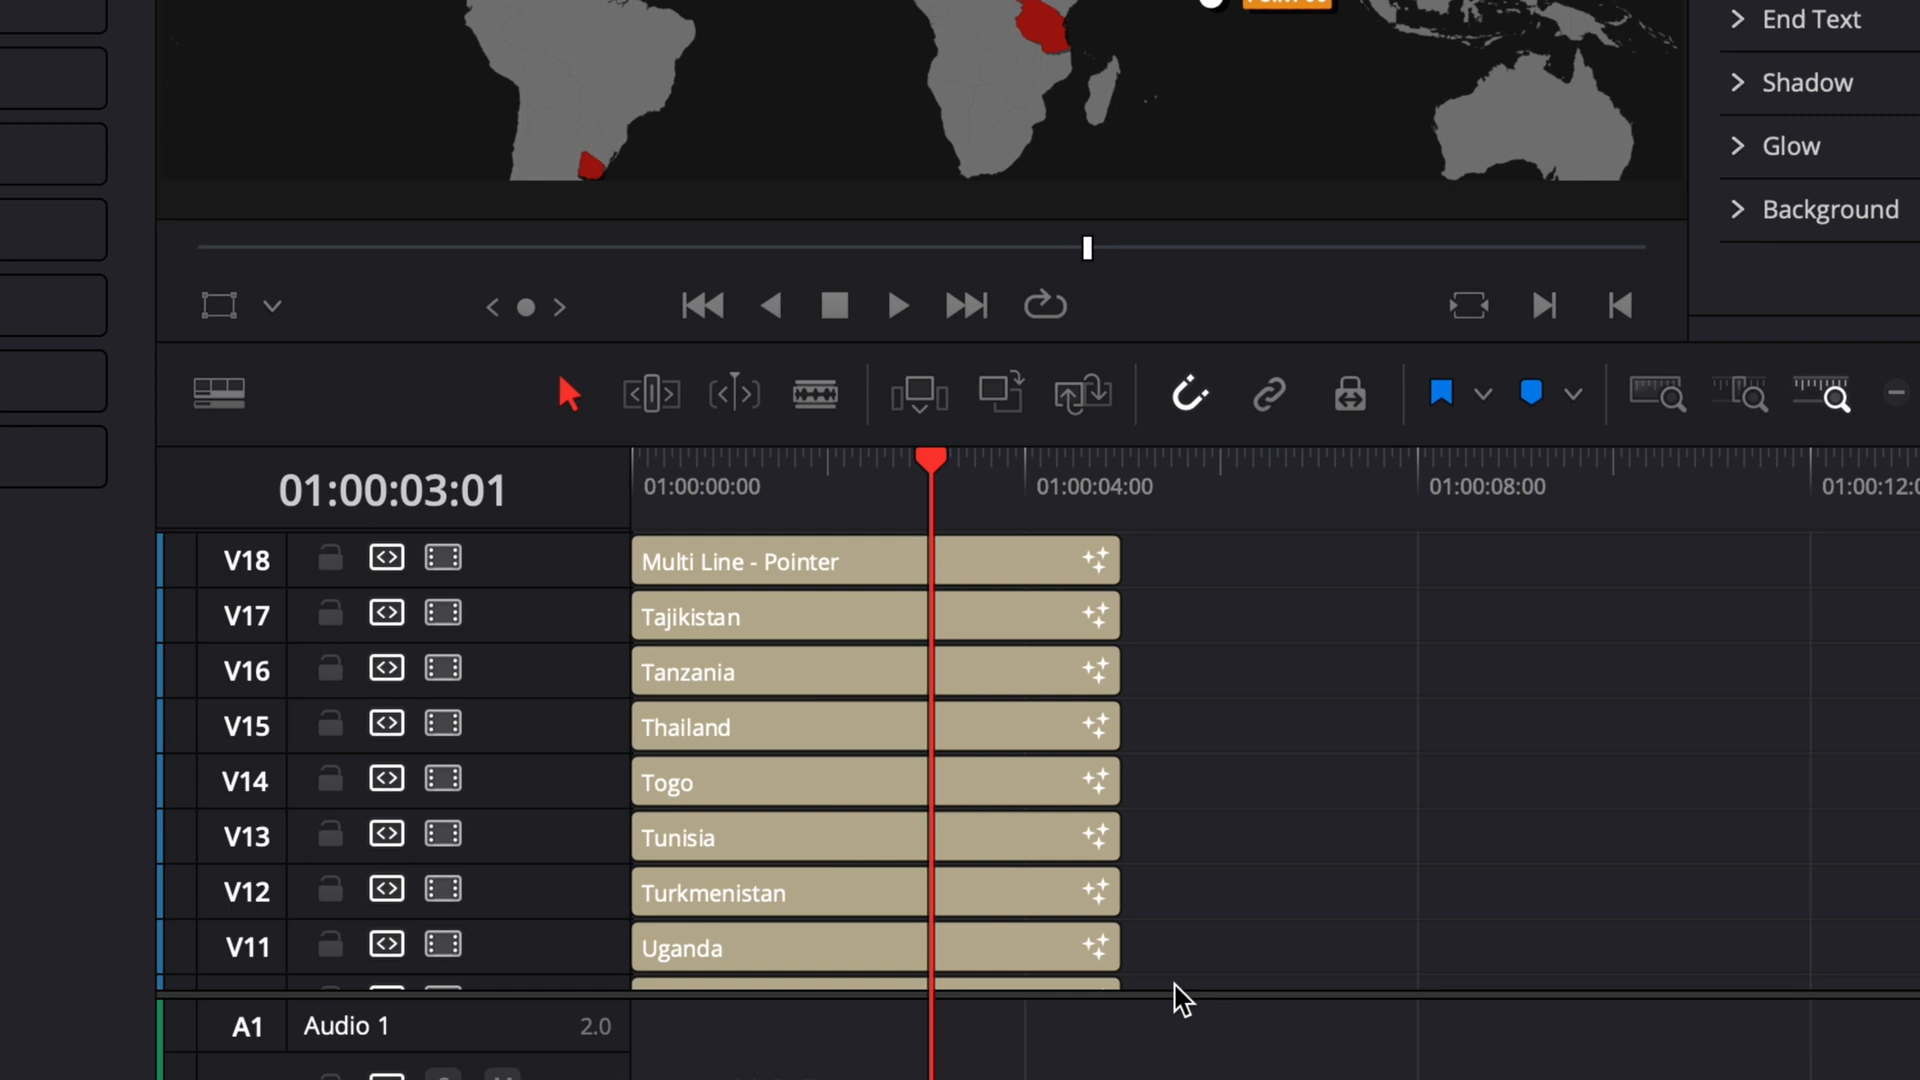 End Text
Shadow
Glow
Background
01:00:03:01
01:00:00:00
01:00:04:00
01:00:08:00
V18
Multi Line - Pointer
V17
Tajikistan
V16
Tanzania
V15
Thailand
V14
Togo
V13
Tunisia
V12
Turkmenistan
V11
Uganda
A1
Audio 1
2.0